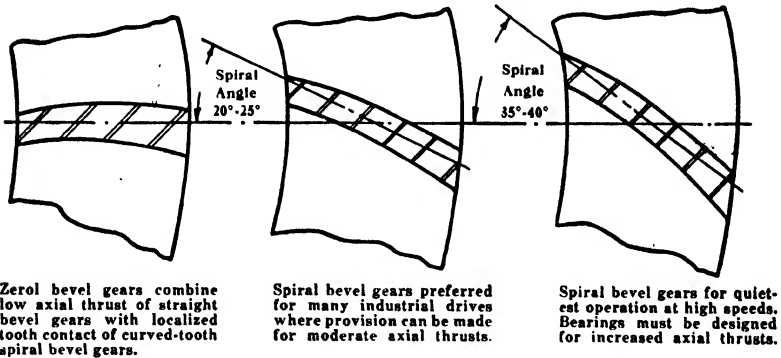 Spiral
Angle
20°-25°
Spiral
Angle
35°-40°
Zerol bevel gears combine
low axial thrust of straight
bevel gears with localized
tooth contact of curved-tooth
spiral bevel gears.
Spiral bevel gears preferred
for many industrial drives
where provision can be made
for moderate axial thrusts.
Spiral bevel gears for quiet-
est operation at high speeds.
Bearings must be designed
for increased axial thrusts.